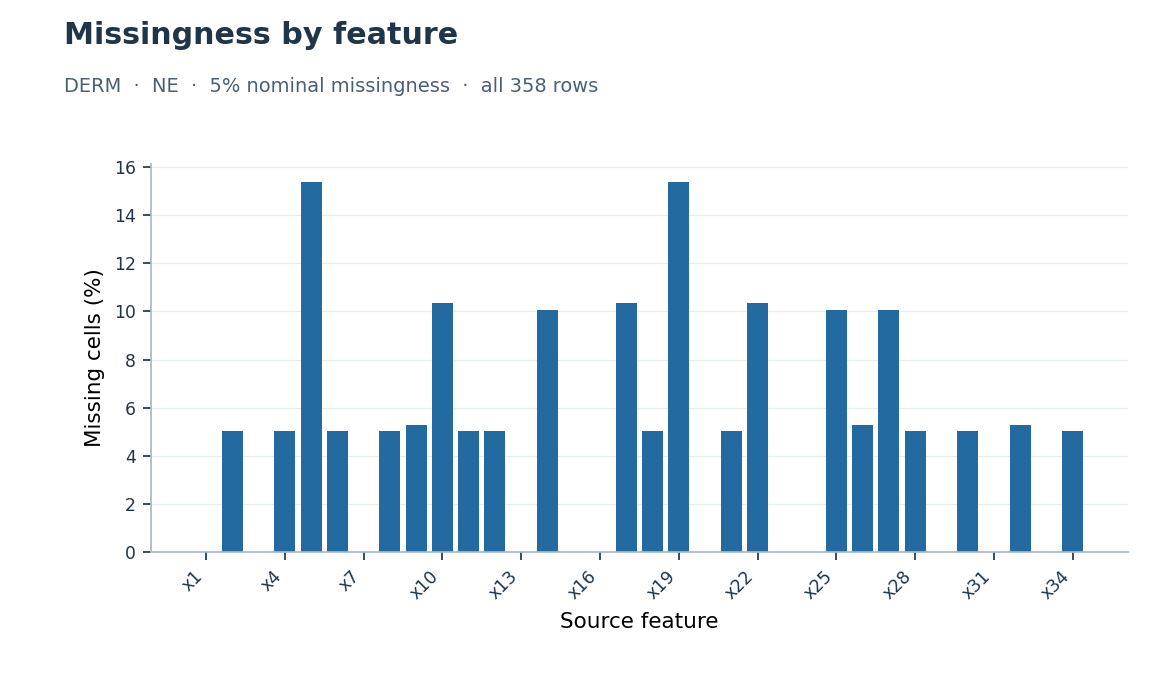 Missingness by feature
DERM · NE · 5% nominal missingness · all 358 rows
16
14
12
10
8
6
4
2
0
Missing cells (%)
x1 x4 x7 x10 x13 x16 x19 x22 x25 x28 x31 x34
Source feature